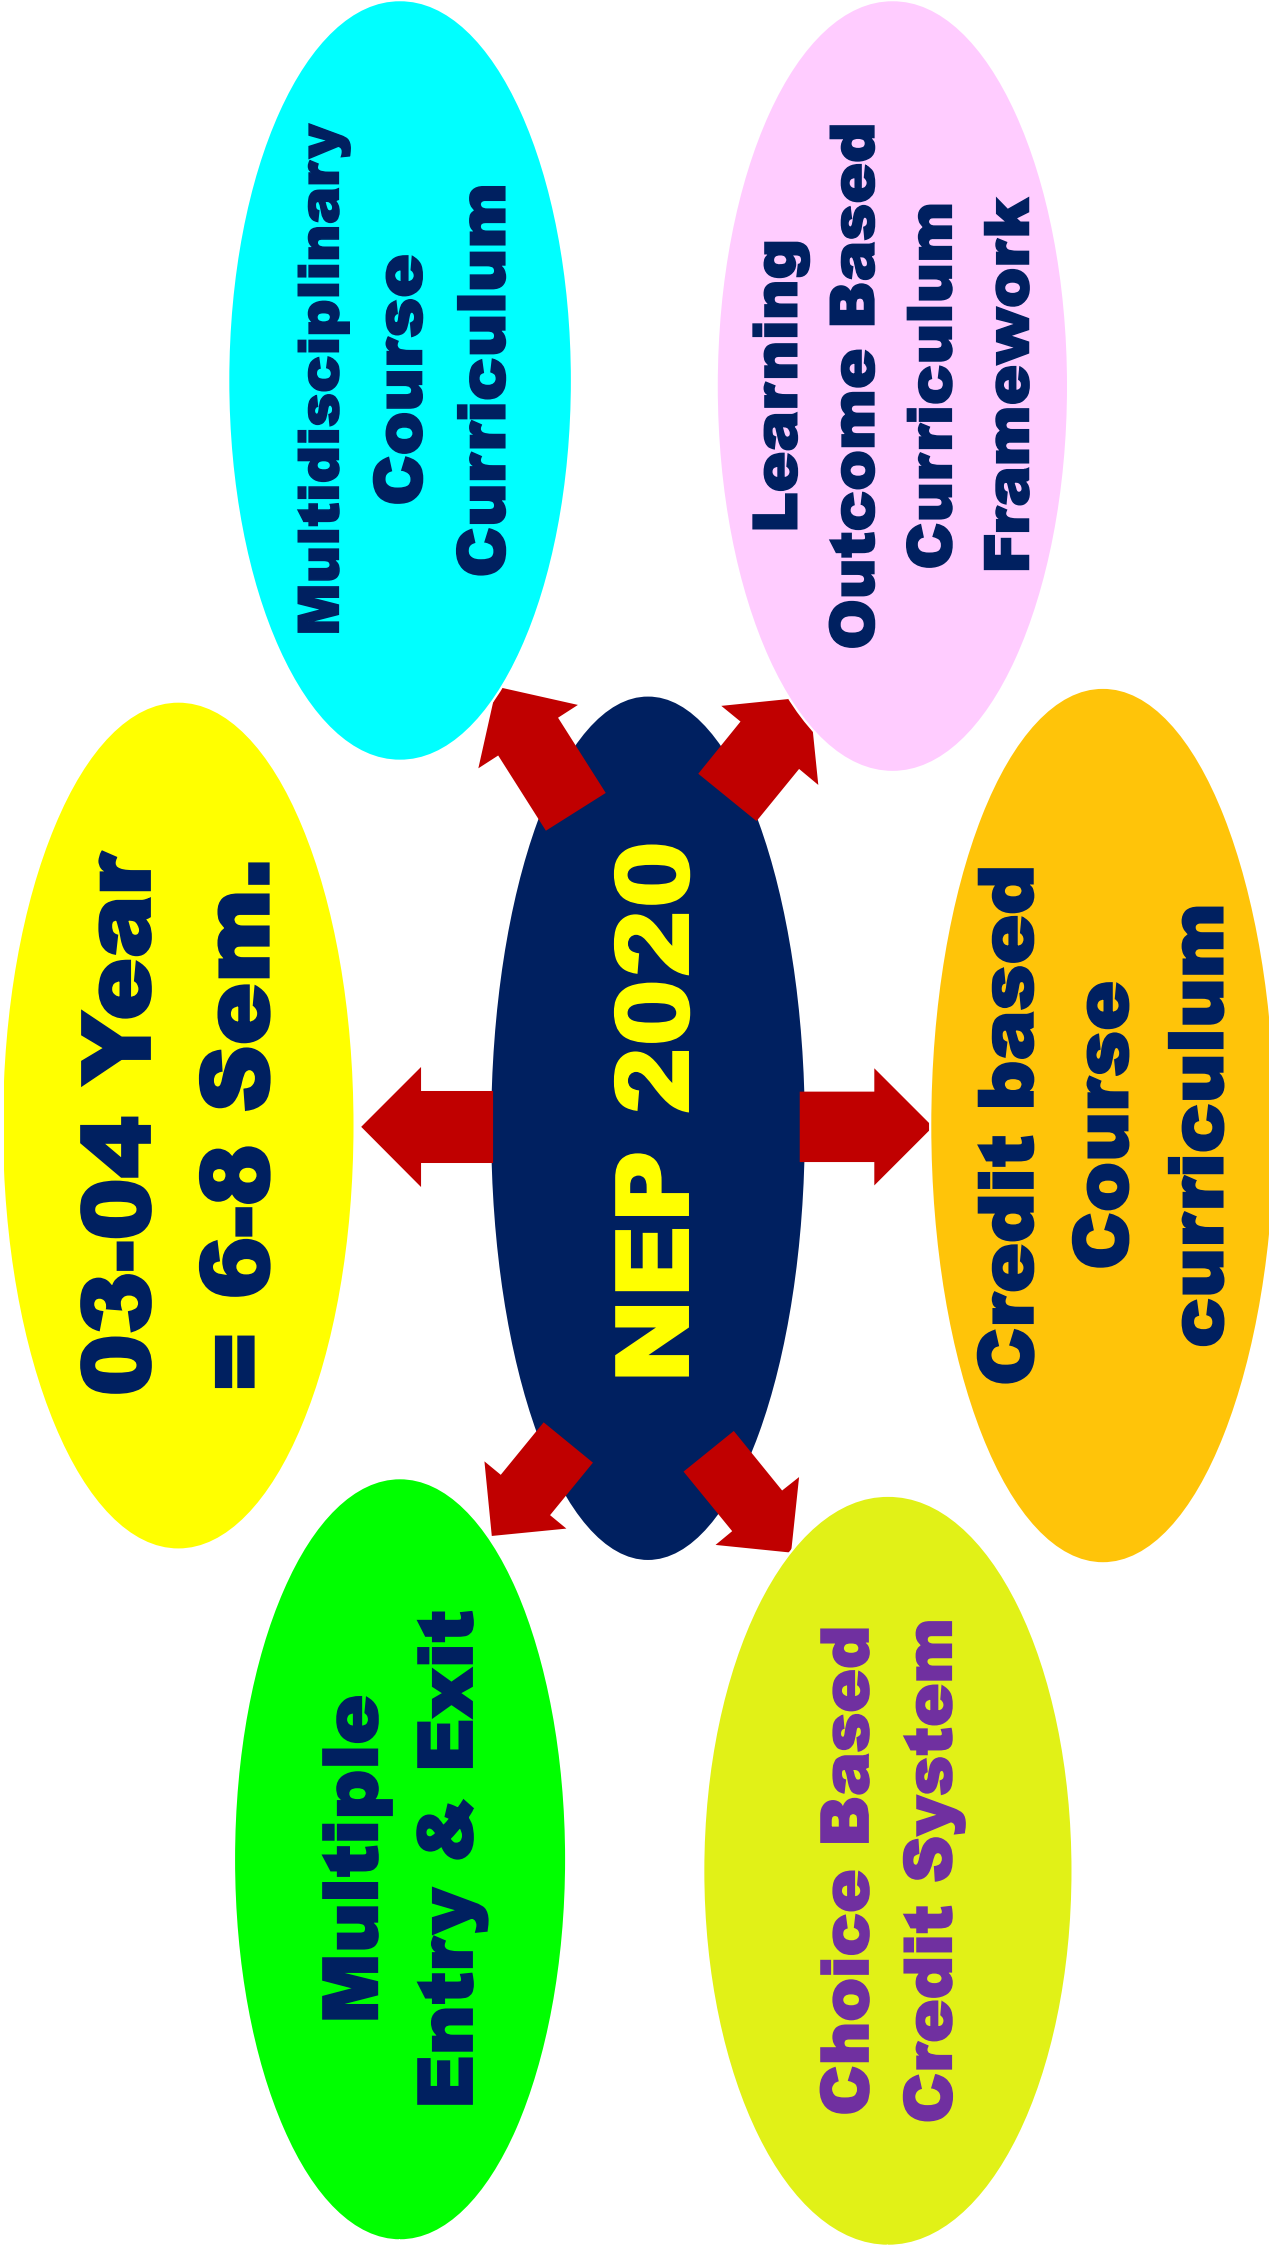 03-04 Year
= 6-8 Sem.
Multiple
Entry & Exit
Multidisciplinary
Course
Curriculum
NEP 2020
Choice Based
Credit System
Learning
Outcome Based
Curriculum
Framework
Credit based
Course
curriculum